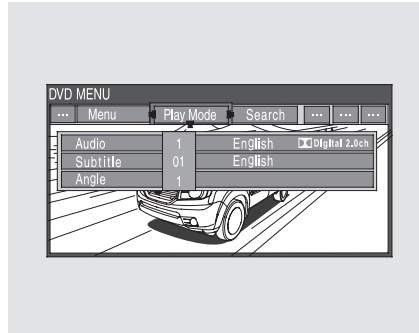 DVD MENU
... Menu Play Mode Search ... ... ...
Audio 1 English Digital 2.0ch
Subtitle 01 English
Angle 1